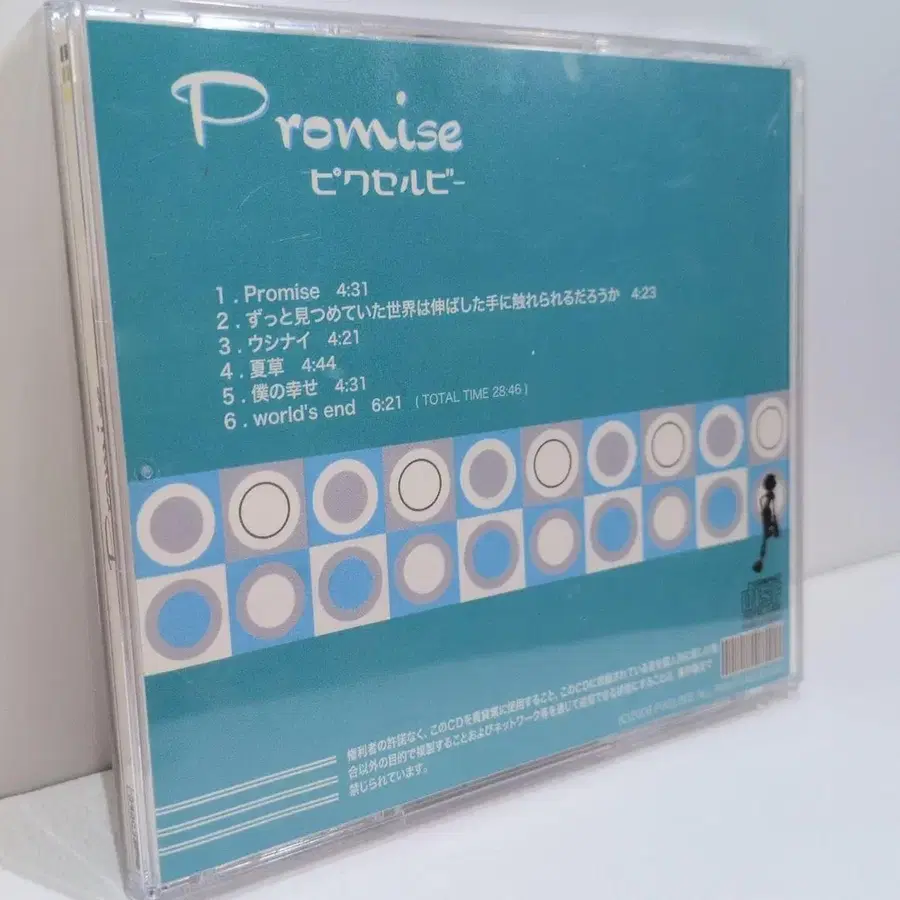 Promise
ピクセルビー
1 . Promise 4:31
2 . ずっと見つめていた世界は伸ばした手に触れられるだろうか 4:23
3 . ウシナイ 4:21
4 . 夏草 4:44
5 . 僕の幸せ 4:31
6 . world's end 6:21 [ TOTAL TIME 28:46 ]
権利者の許諾なく、このCDを賃貸業に使用すること、このCDに収録されている音を個人的に楽しむ場
合以外の目的で複製することおよびネットワーク等を通じて送信できる状態にすることは、著作権法で
禁じられています。
Promise